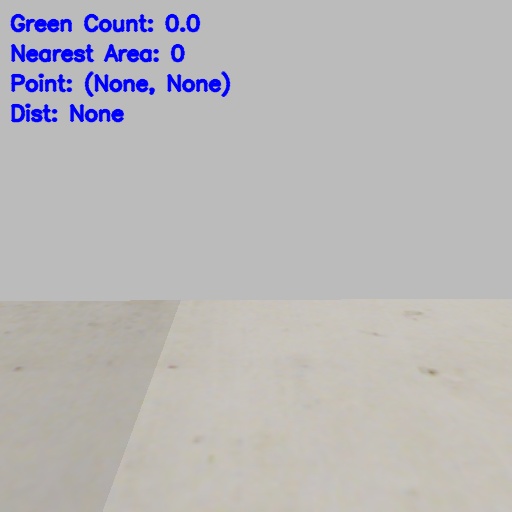 Green Count: 0.0
Nearest Area: 0
Point: (None, None)
Dist: None